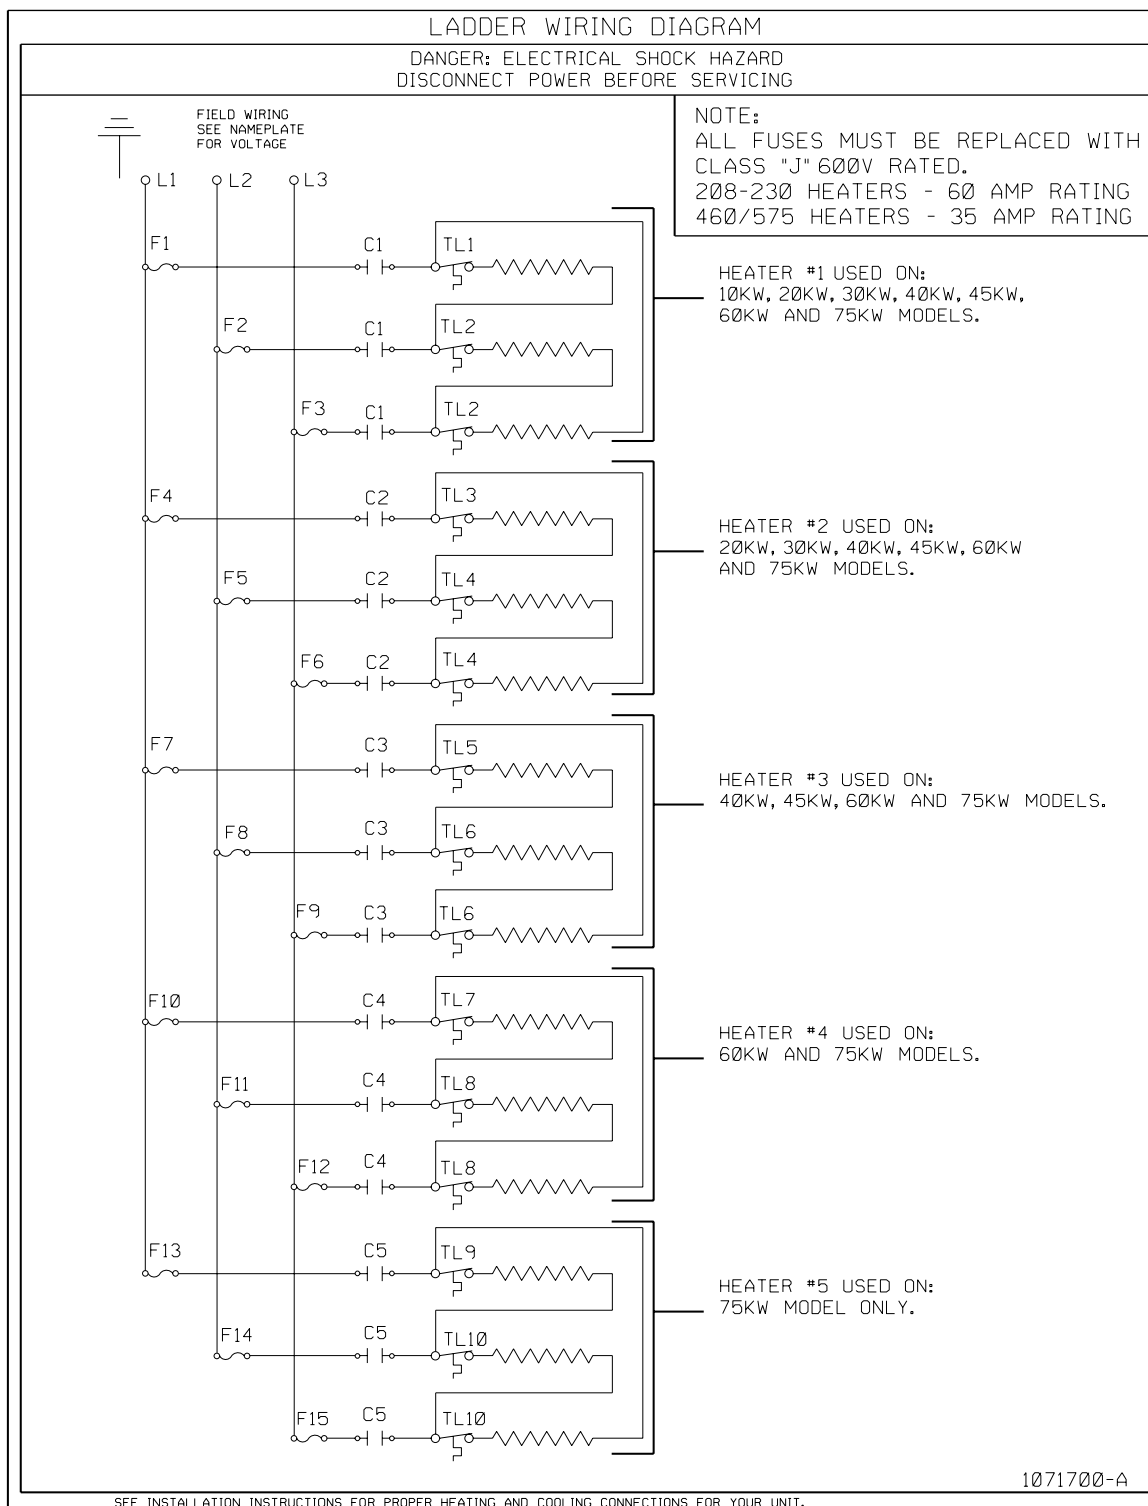 LADDER WIRING DIAGRAM
DANGER: ELECTRICAL SHOCK HAZARD
DISCONNECT POWER BEFORE SERVICING
FIELD WIRING
SEE NAMEPLATE
FOR VOLTAGE
NOTE:
ALL FUSES MUST BE REPLACED WITH
CLASS "J" 600V RATED.
208-230 HEATERS - 60 AMP RATING
460/575 HEATERS - 35 AMP RATING
L1 L2 L3
F1 C1 TL1
HEATER #1 USED ON:
10KW, 20KW, 30KW, 40KW, 45KW,
60KW AND 75KW MODELS.
F2 C1 TL2
F3 C1 TL2
F4 C2 TL3
HEATER #2 USED ON:
20KW, 30KW, 40KW, 45KW, 60KW
AND 75KW MODELS.
F5 C2 TL4
F6 C2 TL4
F7 C3 TL5
HEATER #3 USED ON:
40KW, 45KW, 60KW AND 75KW MODELS.
F8 C3 TL6
F9 C3 TL6
F10 C4 TL7
HEATER #4 USED ON:
60KW AND 75KW MODELS.
F11 C4 TL8
F12 C4 TL8
F13 C5 TL9
HEATER #5 USED ON:
75KW MODEL ONLY.
F14 C5 TL10
F15 C5 TL10
1071700-A
SEE INSTALLATION INSTRUCTIONS FOR PROPER HEATING AND COOLING CONNECTIONS FOR YOUR UNIT.